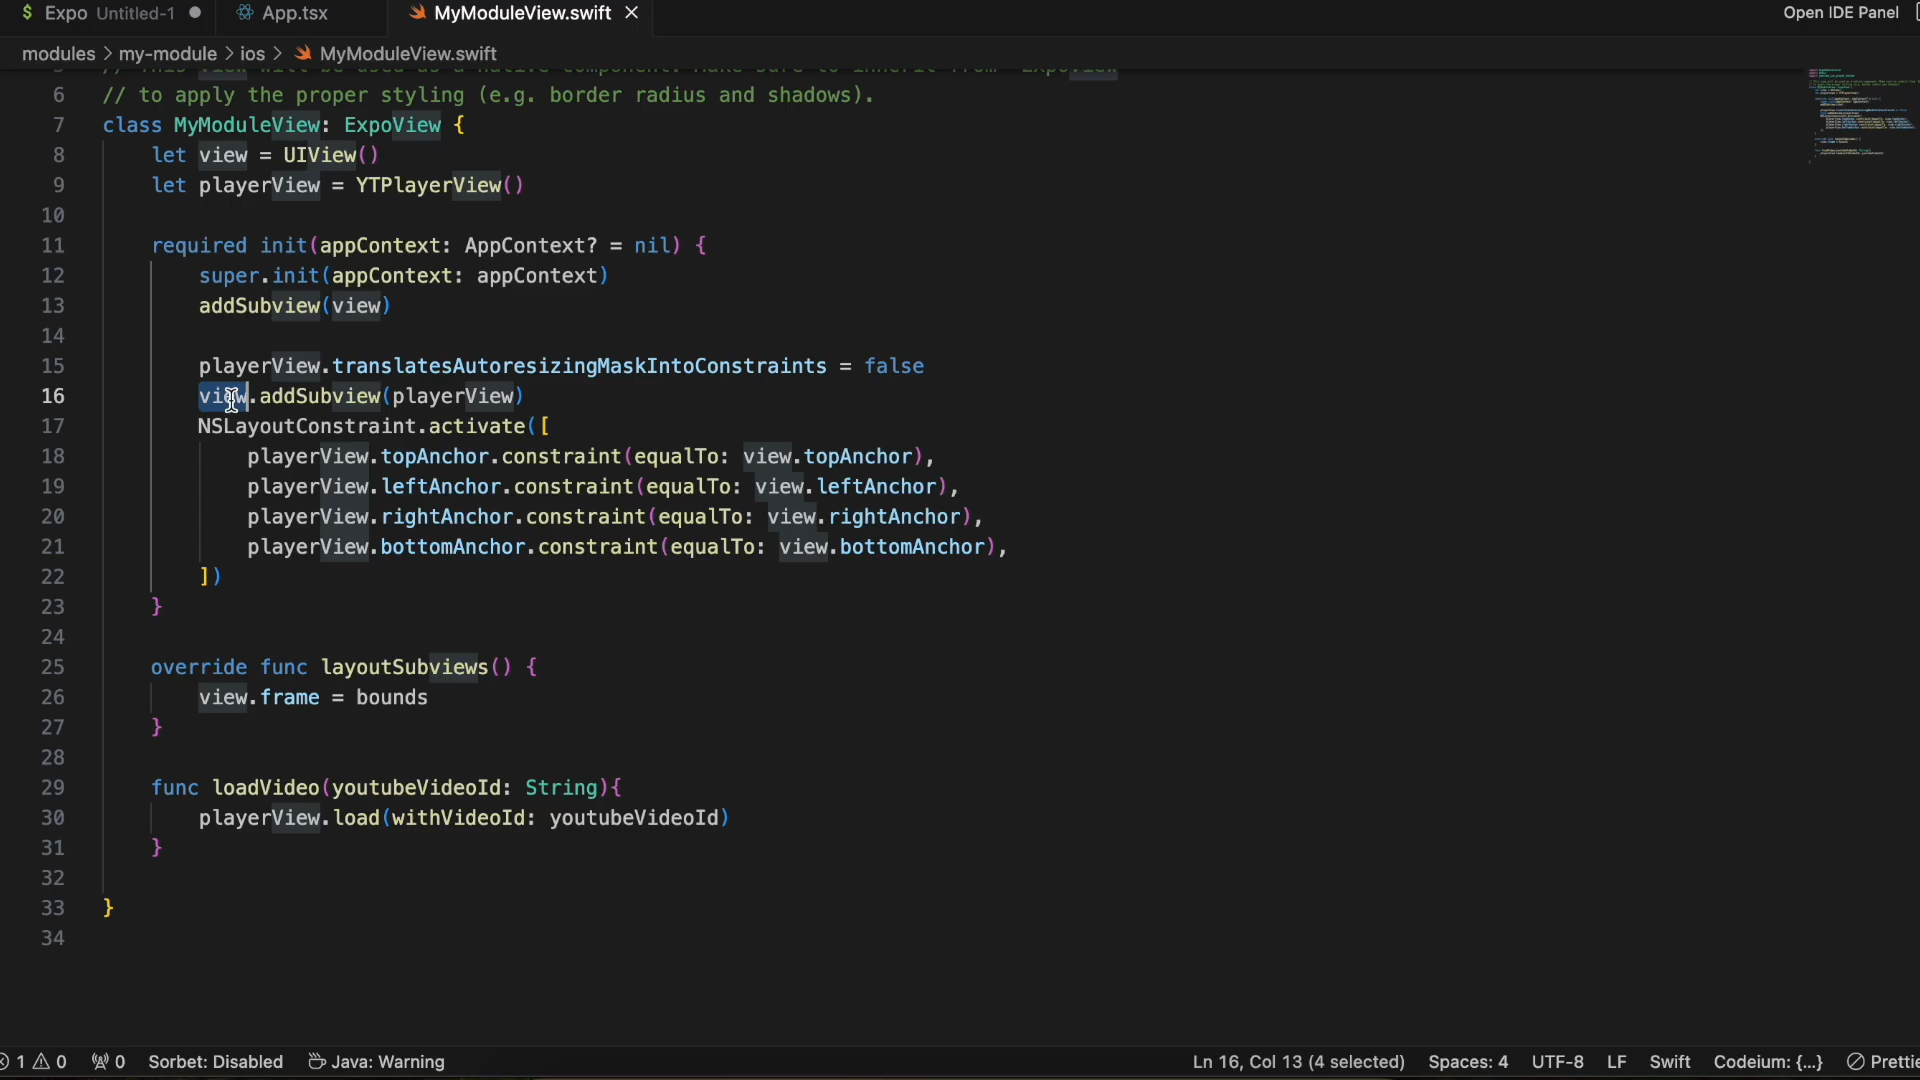 $ Expo Untitled-1 App.tsx MyModuleView.swift Open IDE Panel
modules > my-module > ios > MyModuleView.swift
6 // to apply the proper styling (e.g. border radius and shadows).
7 class MyModuleView: ExpoView {
8 let view = UIView()
9 let playerView = YTPlayerView()
10
11 required init(appContext: AppContext? = nil) {
12 super.init(appContext: appContext)
13 addSubview(view)
14
15 playerView.translatesAutoresizingMaskIntoConstraints = false
16 view.addSubview(playerView)
17 NSLayoutConstraint.activate([
18 playerView.topAnchor.constraint(equalTo: view.topAnchor),
19 playerView.leftAnchor.constraint(equalTo: view.leftAnchor),
20 playerView.rightAnchor.constraint(equalTo: view.rightAnchor),
21 playerView.bottomAnchor.constraint(equalTo: view.bottomAnchor),
22 ])
23 }
24
25 override func layoutSubviews() {
26 view.frame = bounds
27 }
28
29 func loadVideo(youtubeVideoId: String){
30 playerView.load(withVideoId: youtubeVideoId)
31 }
32
33 }
34
1 0 0 Sorbet: Disabled Java: Warning Ln 16, Col 13 (4 selected) Spaces: 4 UTF-8 LF Swift Codeium: {...} Prettie